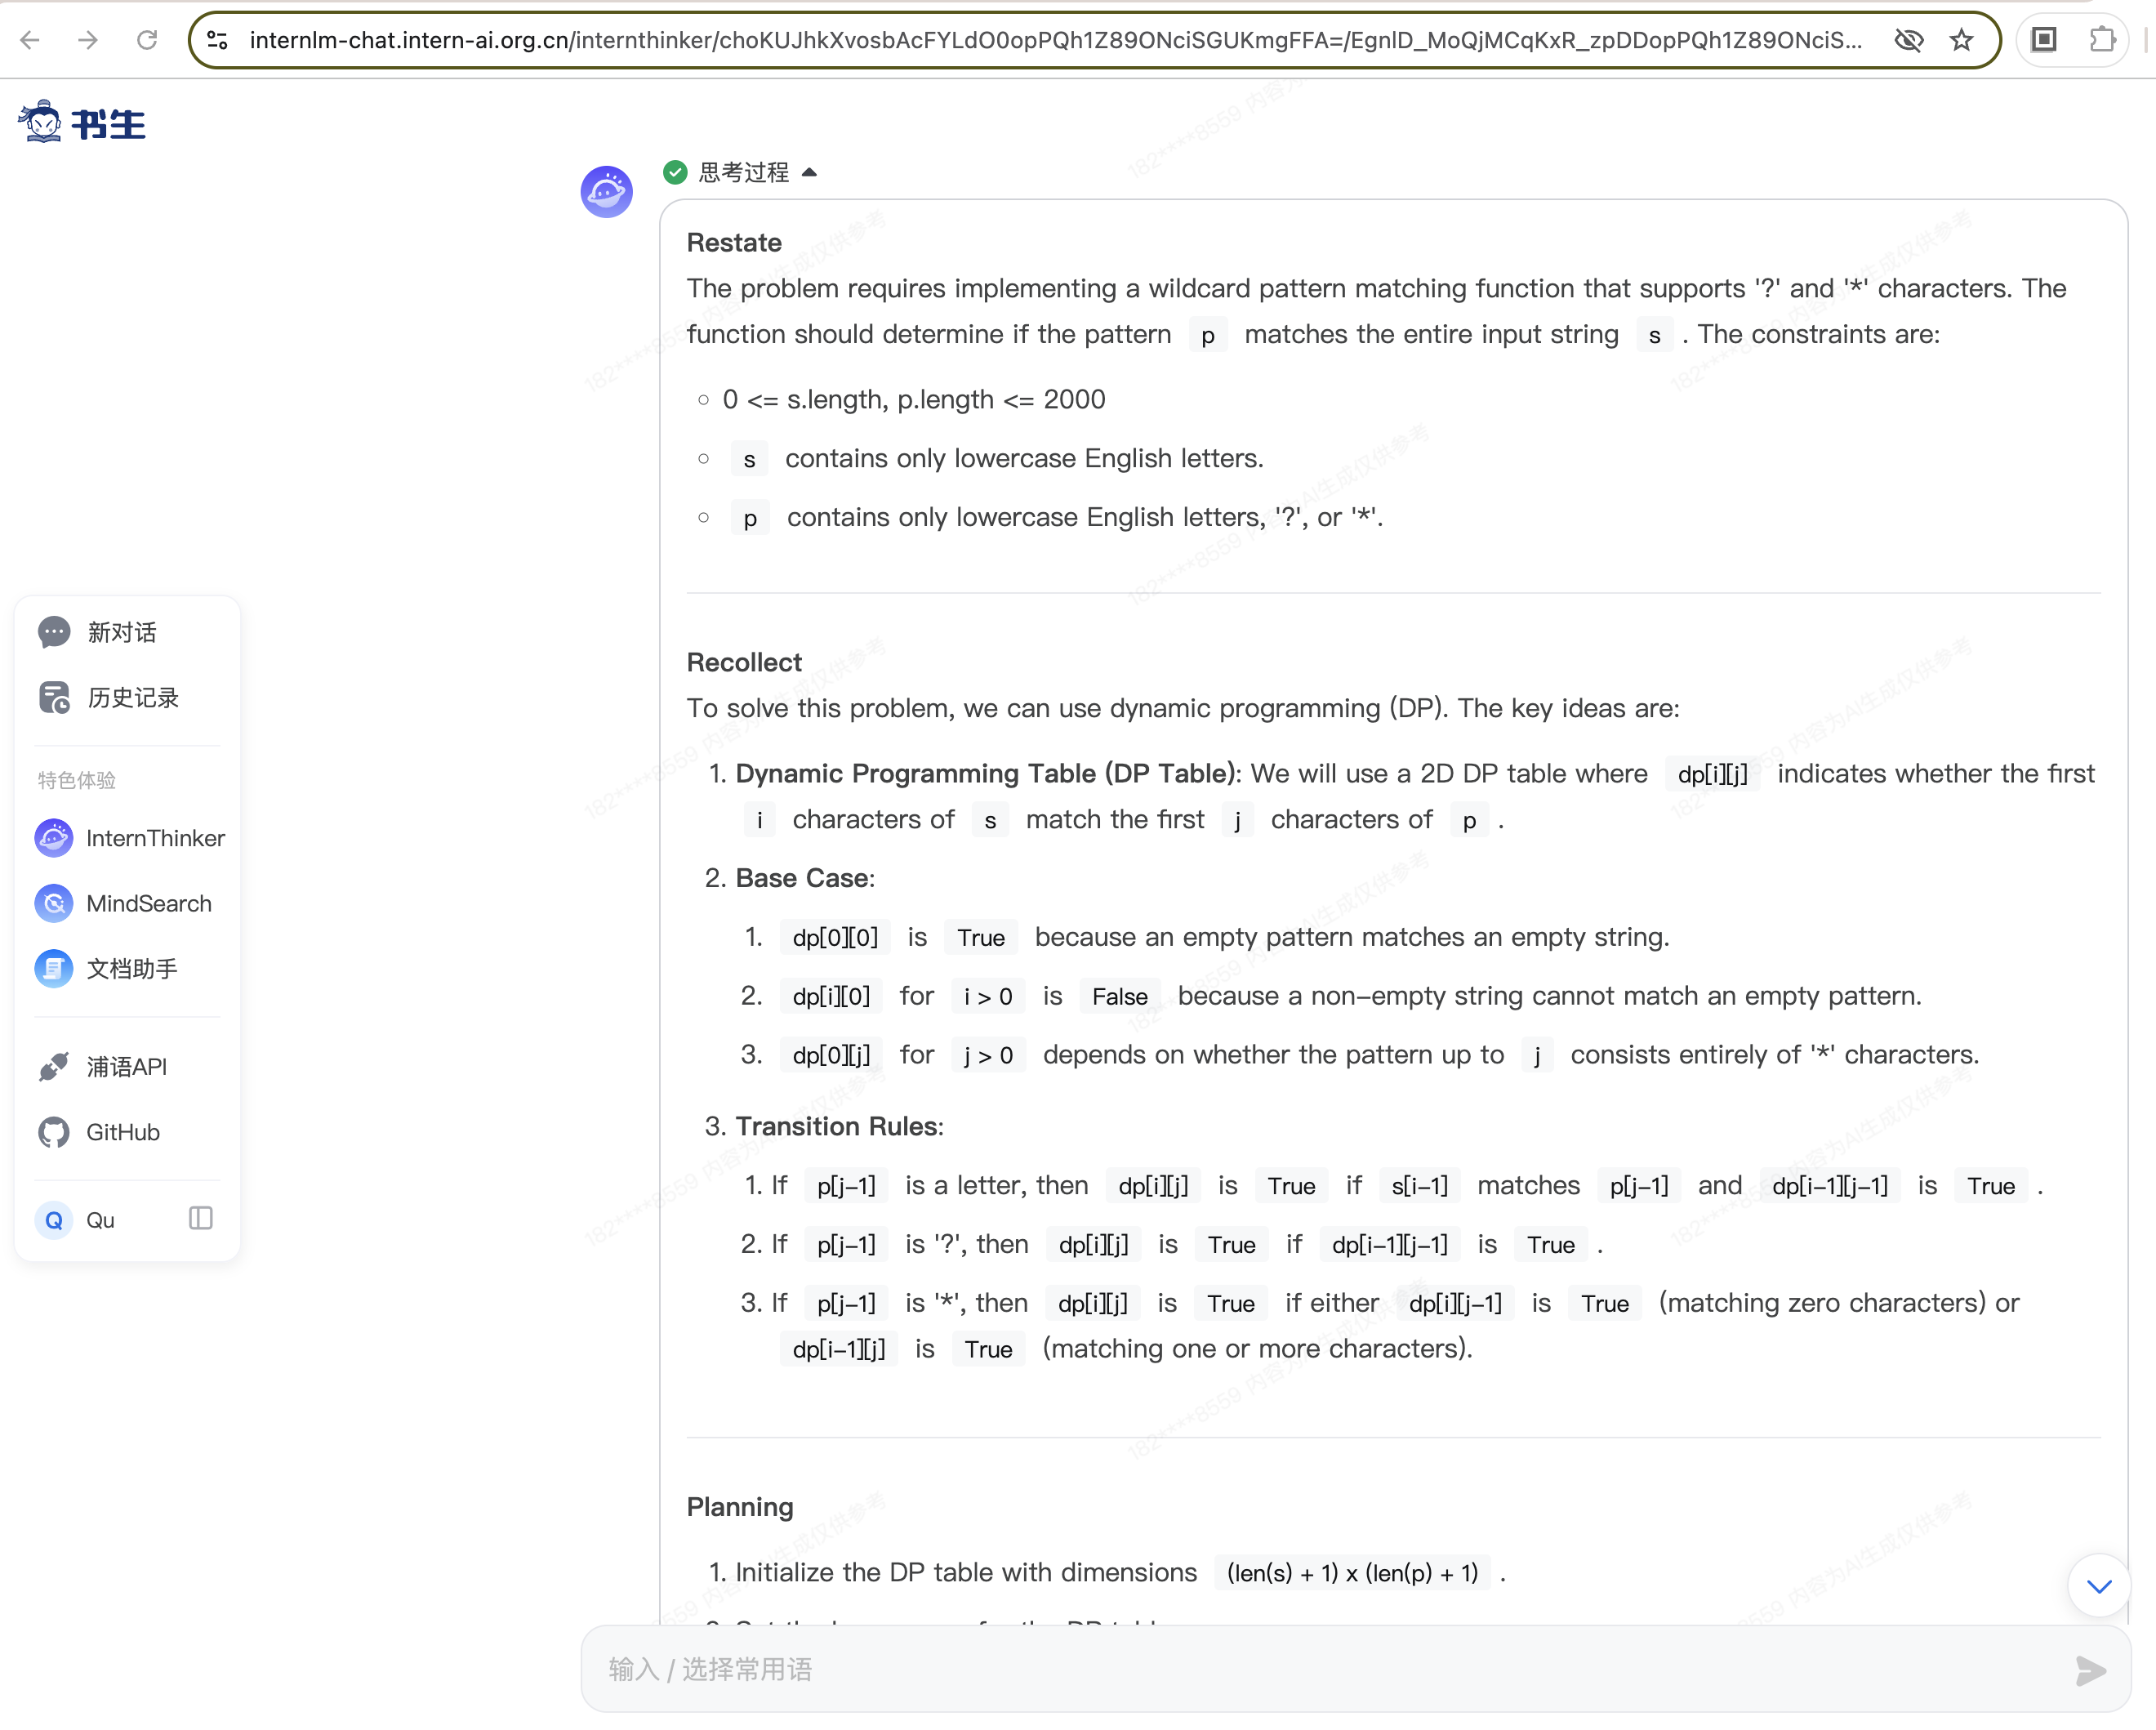 internlm-chat.intern-ai.org.cn/internthinker/choKUJhkXvosbAcFYLdO0opPQh1Z89ONciSGUKmgFFA=/EgnlD_MoQjMCqKxR_zpDDopPQh1Z89ONciS...
书生
思考过程
Restate
The problem requires implementing a wildcard pattern matching function that supports '?' and '*' characters. The
function should determine if the pattern p matches the entire input string s . The constraints are:
0 <= s.length, p.length <= 2000
s contains only lowercase English letters.
p contains only lowercase English letters, '?', or '*'.
Recollect
To solve this problem, we can use dynamic programming (DP). The key ideas are:
1. Dynamic Programming Table (DP Table): We will use a 2D DP table where dp[i][j] indicates whether the first
i characters of s match the first j characters of p .
2. Base Case:
1. dp[0][0] is True because an empty pattern matches an empty string.
2. dp[i][0] for i > 0 is False because a non-empty string cannot match an empty pattern.
3. dp[0][j] for j > 0 depends on whether the pattern up to j consists entirely of '*' characters.
3. Transition Rules:
1. If p[j-1] is a letter, then dp[i][j] is True if s[i-1] matches p[j-1] and dp[i-1][j-1] is True .
2. If p[j-1] is '?', then dp[i][j] is True if dp[i-1][j-1] is True .
3. If p[j-1] is '*', then dp[i][j] is True if either dp[i][j-1] is True (matching zero characters) or
dp[i-1][j] is True (matching one or more characters).
Planning
1. Initialize the DP table with dimensions (len(s) + 1) x (len(p) + 1) .
新对话
历史记录
特色体验
InternThinker
MindSearch
文档助手
浦语API
GitHub
Q Qu
输入 / 选择常用语
182****8559 内容为AI生成仅供参考